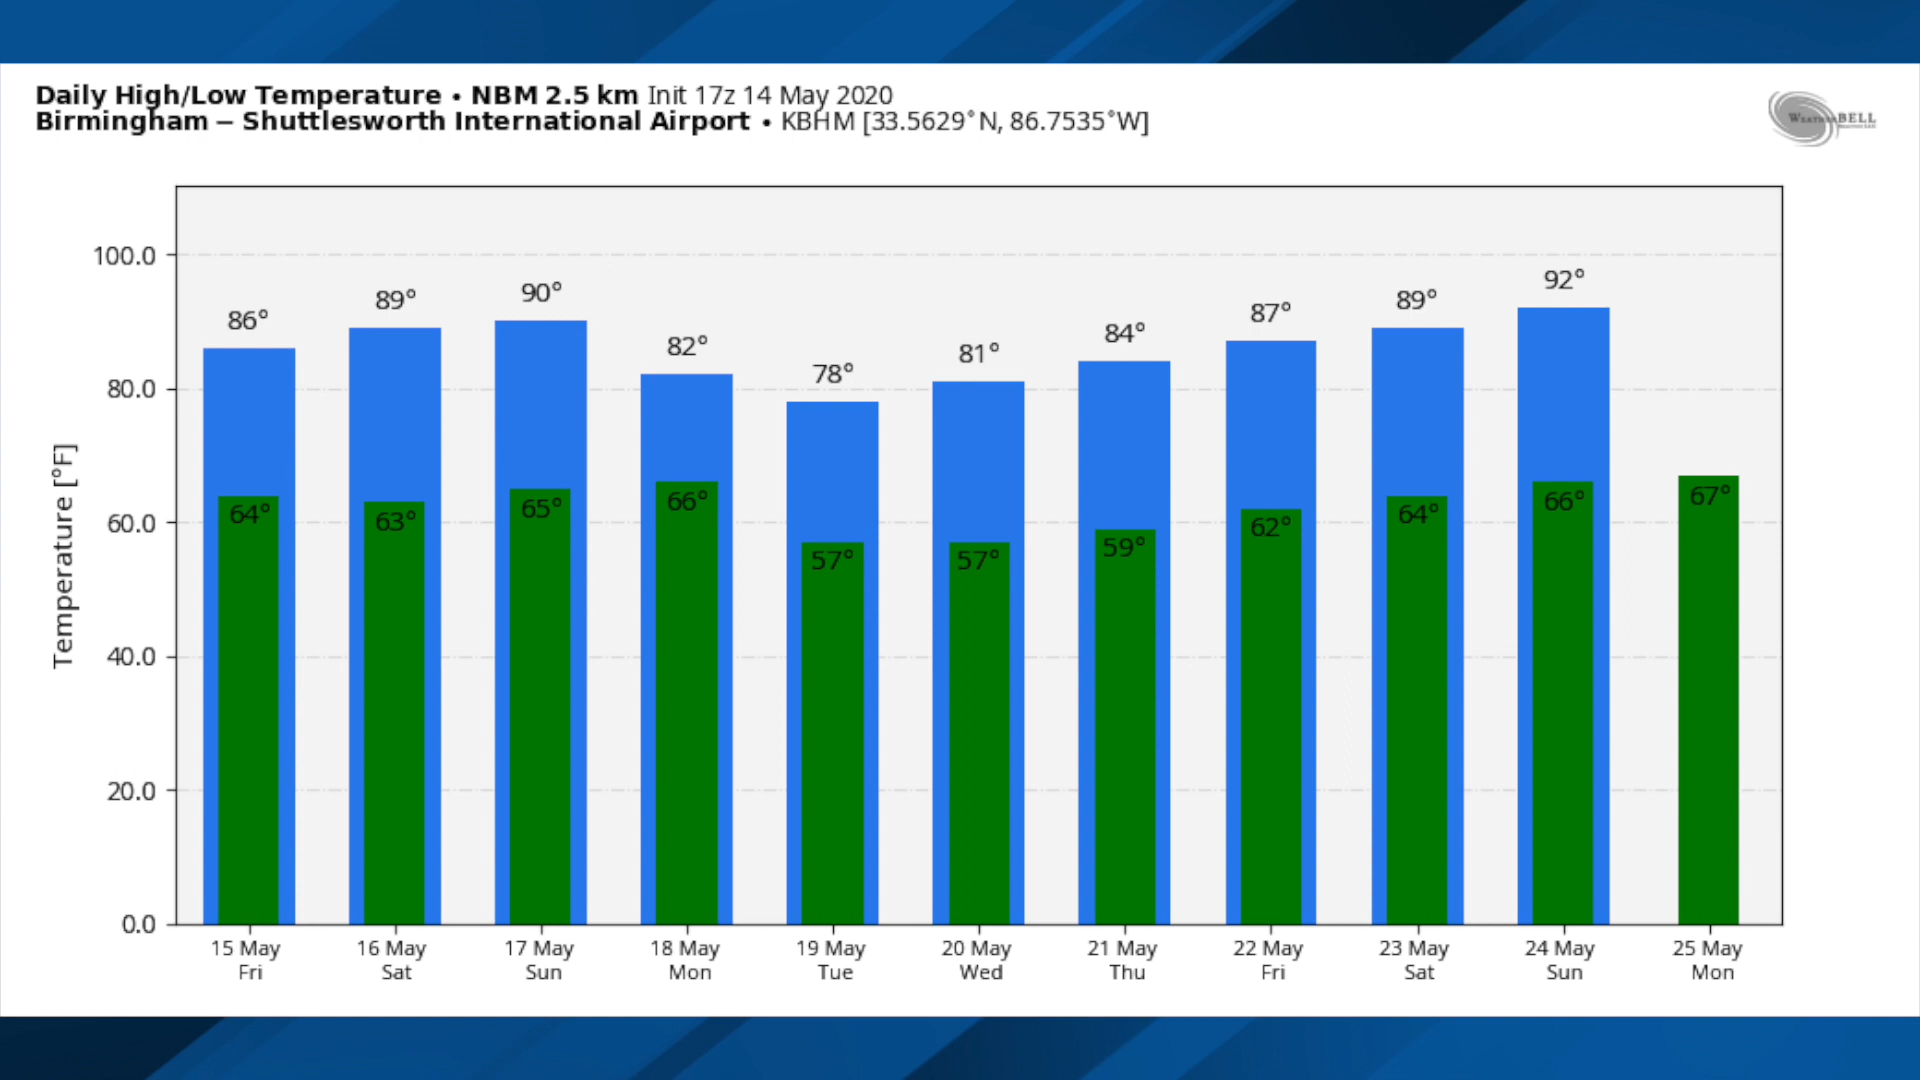 Daily High/Low Temperature • NBM 2.5 km Init 17z 14 May 2020
Birmingham – Shuttlesworth International Airport • KBHM [33.5629°N, 86.7535°W]
WeatherBELL
Temperature [°F]
100.0
80.0
60.0
40.0
20.0
0.0
86° 89° 90° 82° 78° 81° 84° 87° 89° 92°
64° 63° 65° 66° 57° 57° 59° 62° 64° 66° 67°
15 May 16 May 17 May 18 May 19 May 20 May 21 May 22 May 23 May 24 May 25 May
Fri Sat Sun Mon Tue Wed Thu Fri Sat Sun Mon